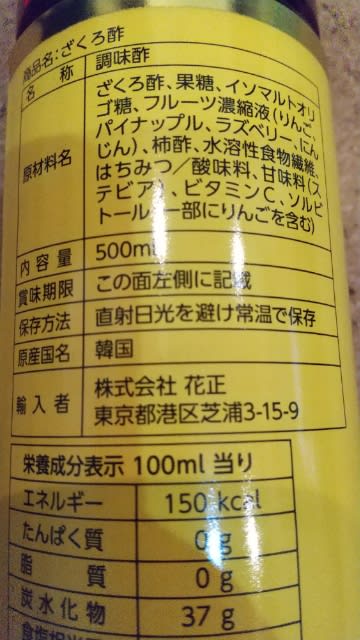 商品名:ざくろ酢
名称 調味酢
原材料名 ざくろ酢、果糖、イソマルトオリ
ゴ糖、フルーツ濃縮液(りんご、
パイナップル、ラズベリー、にん
じん)、柿酢、水溶性食物繊維、
はちみつ/酸味料、甘味料(ス
テビア)、ビタミンC、ソルビ
トール(一部にりんごを含む)
内容量 500ml
賞味期限 この面左側に記載
保存方法 直射日光を避け常温で保存
原産国名 韓国
輸入者 株式会社 花正
東京都港区芝浦3-15-9
栄養成分表示 100ml 当り
エネルギー 150 kcal
たんぱく質 0 g
脂質 0 g
炭水化物 37 g